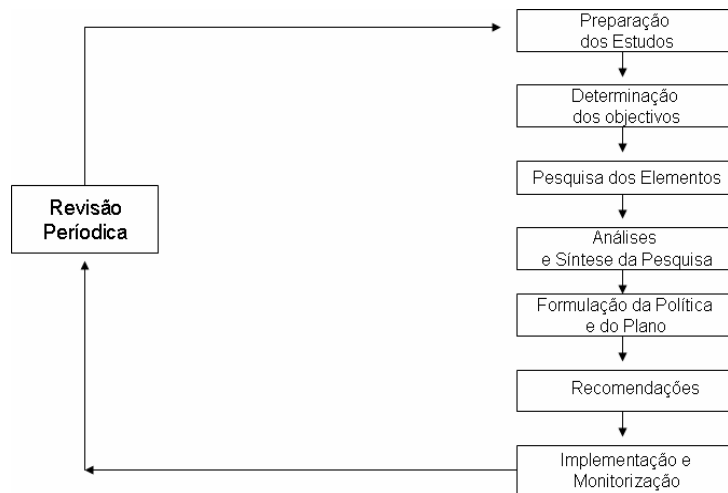 Preparação
dos Estudos
Determinação
dos objectivos
Pesquisa dos Elementos
Revisão
Períodica
Análises
e Síntese da Pesquisa
Formulação da Política
e do Plano
Recomendações
Implementação e
Monitorização